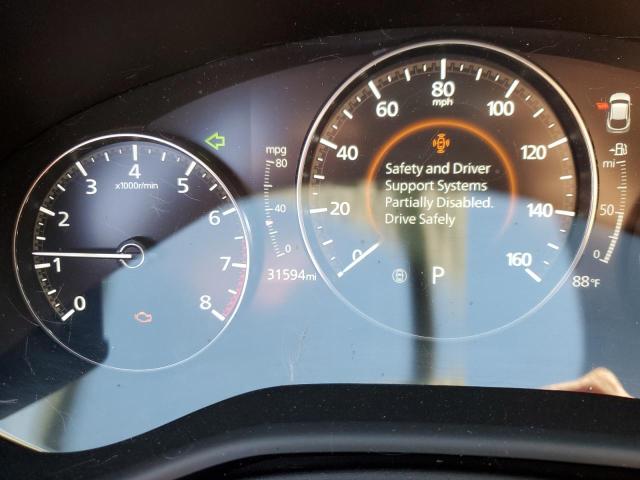 80
mph
60
100
40
120
20
140
0
160
Safety and Driver
Support Systems
Partially Disabled.
Drive Safely
P
4
x1000r/min
3
5
2
6
1
7
0
8
mpg
80
40
0
31594mi
mi
50
0
88°F